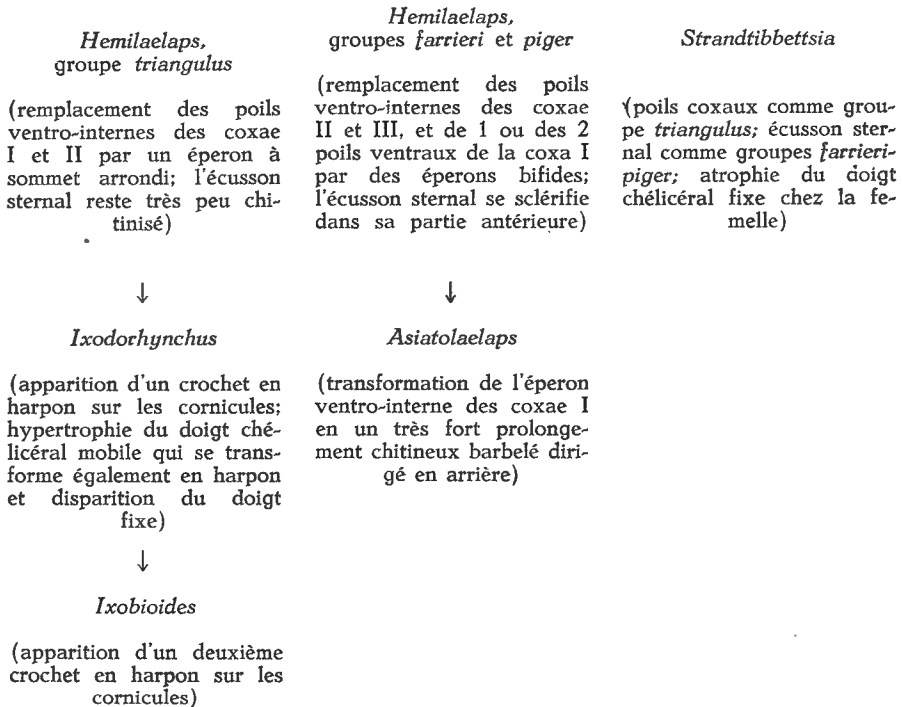 Hemilaelaps,
groupe triangulus
(remplacement des poils
ventro-internes des coxae
I et II par un éperon à
sommet arrondi; l'écusson
sternal reste très peu chi-
tinisé)
↓
Ixodorhynchus
(apparition d'un crochet en
harpon sur les cornicules;
hypertrophie du doigt ché-
licéral mobile qui se trans-
forme également en harpon
et disparition du doigt
fixe)
↓
Ixobioides
(apparition d'un deuxième
crochet en harpon sur les
cornicules)
Hemilaelaps,
groupes farrieri et piger
(remplacement des poils
ventro-internes des coxae
II et III, et de 1 ou des 2
poils ventraux de la coxa I
par des éperons bifides;
l'écusson sternal se sclérifie
dans sa partie antérieure)
↓
Asiatolaelaps
(transformation de l'éperon
ventro-interne des coxae I
en un très fort prolonge-
ment chitineux barbelé diri-
gé en arrière)
Strandtibbettsia
(poils coxaux comme grou-
pe triangulus; écusson ster-
nal comme groupes farrieri-
piger; atrophie du doigt
chélicéral fixe chez la fe-
melle)